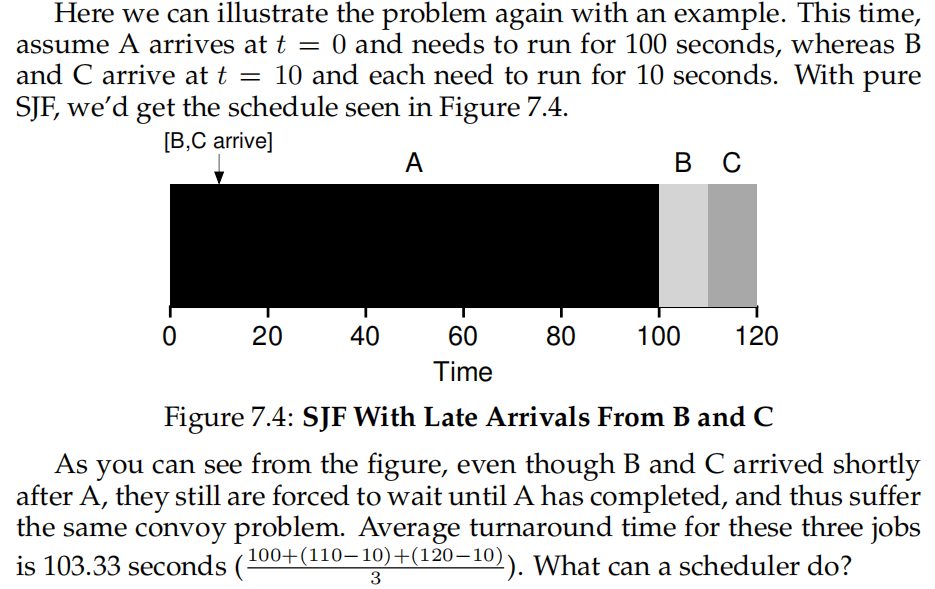 Here we can illustrate the problem again with an example. This time,
assume A arrives at t = 0 and needs to run for 100 seconds, whereas B
and C arrive at t = 10 and each need to run for 10 seconds. With pure
SJF, we'd get the schedule seen in Figure 7.4.
[B,C arrive]
A
B C
0 20 40 60 80 100 120
Time
Figure 7.4: SJF With Late Arrivals From B and C
As you can see from the figure, even though B and C arrived shortly
after A, they still are forced to wait until A has completed, and thus suffer
the same convoy problem. Average turnaround time for these three jobs
is 103.33 seconds (\frac{100+(110−10)+(120−10)}{3}). What can a scheduler do?